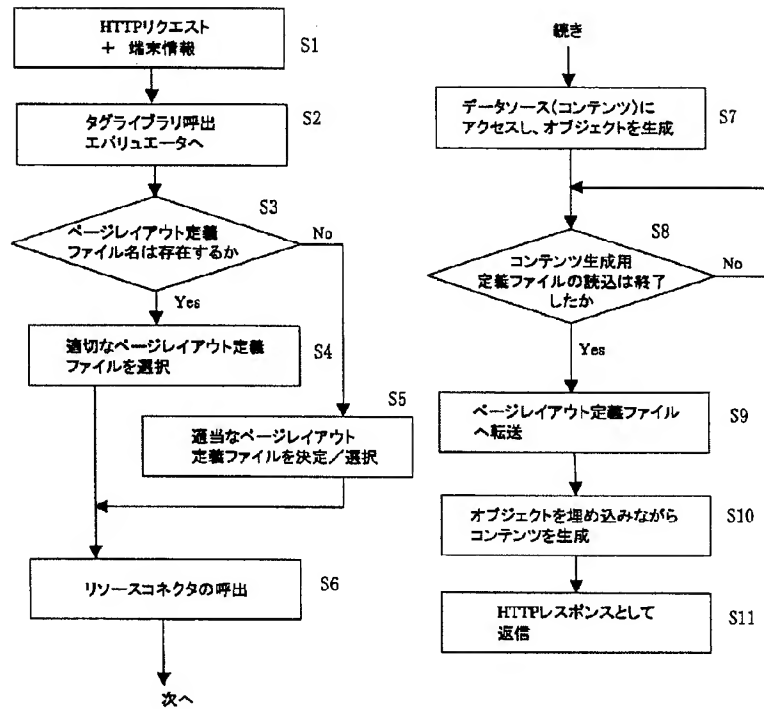 HTTPリクエスト
+ 端末情報
S1
タグライブラリ呼出
エバリュエータへ
S2
S3
ページレイアウト定義
ファイル名は存在するか
No
Yes
適切なページレイアウト定義
ファイルを選択
S4
S5
適当なページレイアウト
定義ファイルを決定/選択
リソースコネクタの呼出
S6
次へ
続き
データソース(コンテンツ)に
アクセスし、オブジェクトを生成
S7
S8
コンテンツ生成用
定義ファイルの読込は終了
したか
No
Yes
ページレイアウト定義ファイル
へ転送
S9
オブジェクトを埋め込みながら
コンテンツを生成
S10
HTTPレスポンスとして
返信
S11